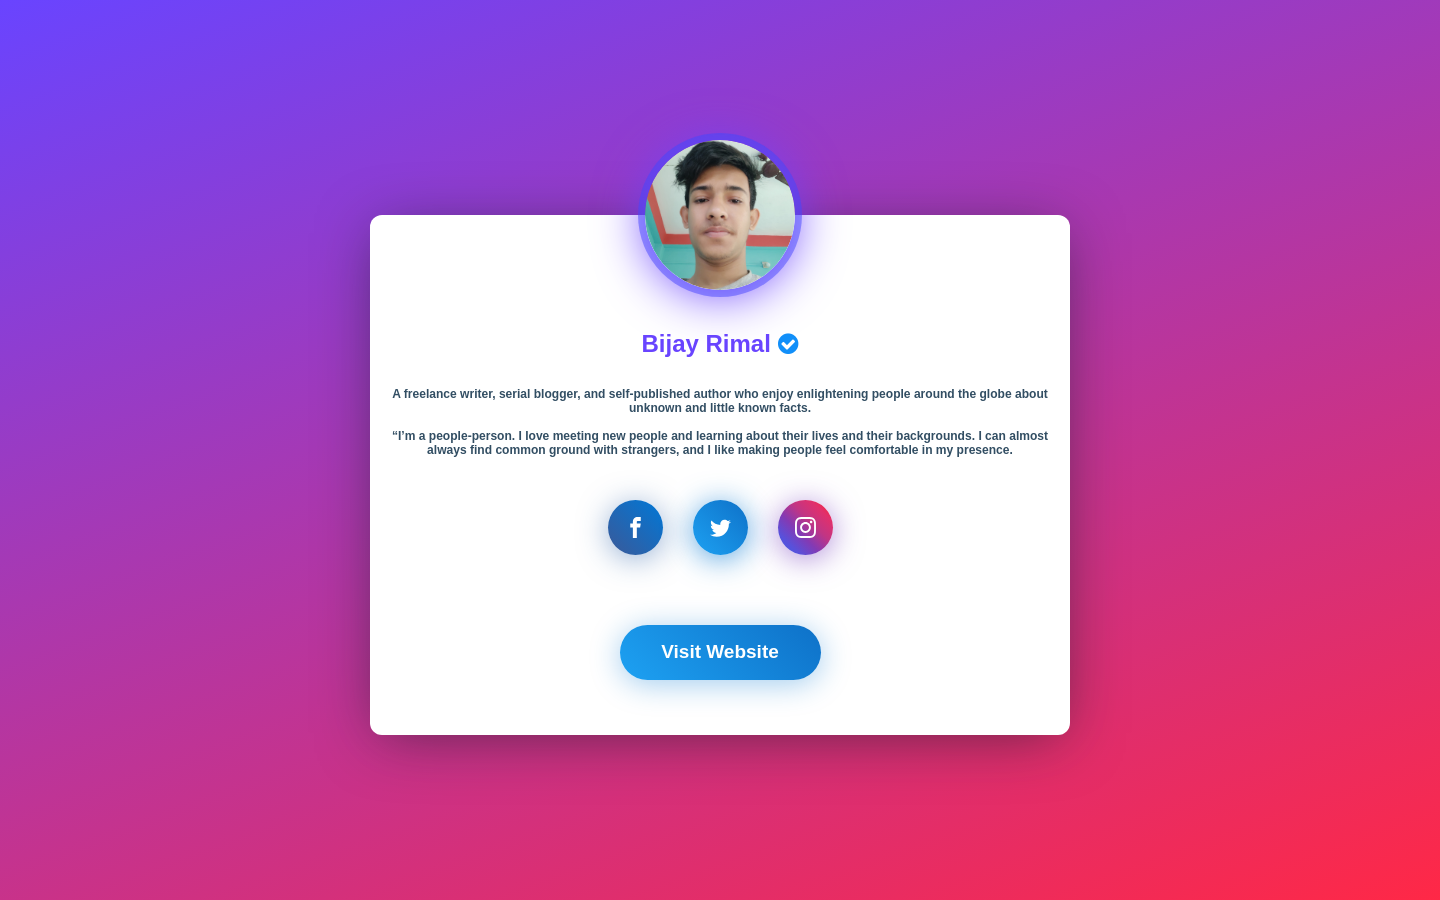 Bijay Rimal
A freelance writer, serial blogger, and self-published author who enjoy enlightening people around the globe about
unknown and little known facts.
“I’m a people-person. I love meeting new people and learning about their lives and their backgrounds. I can almost
always find common ground with strangers, and I like making people feel comfortable in my presence.
Visit Website